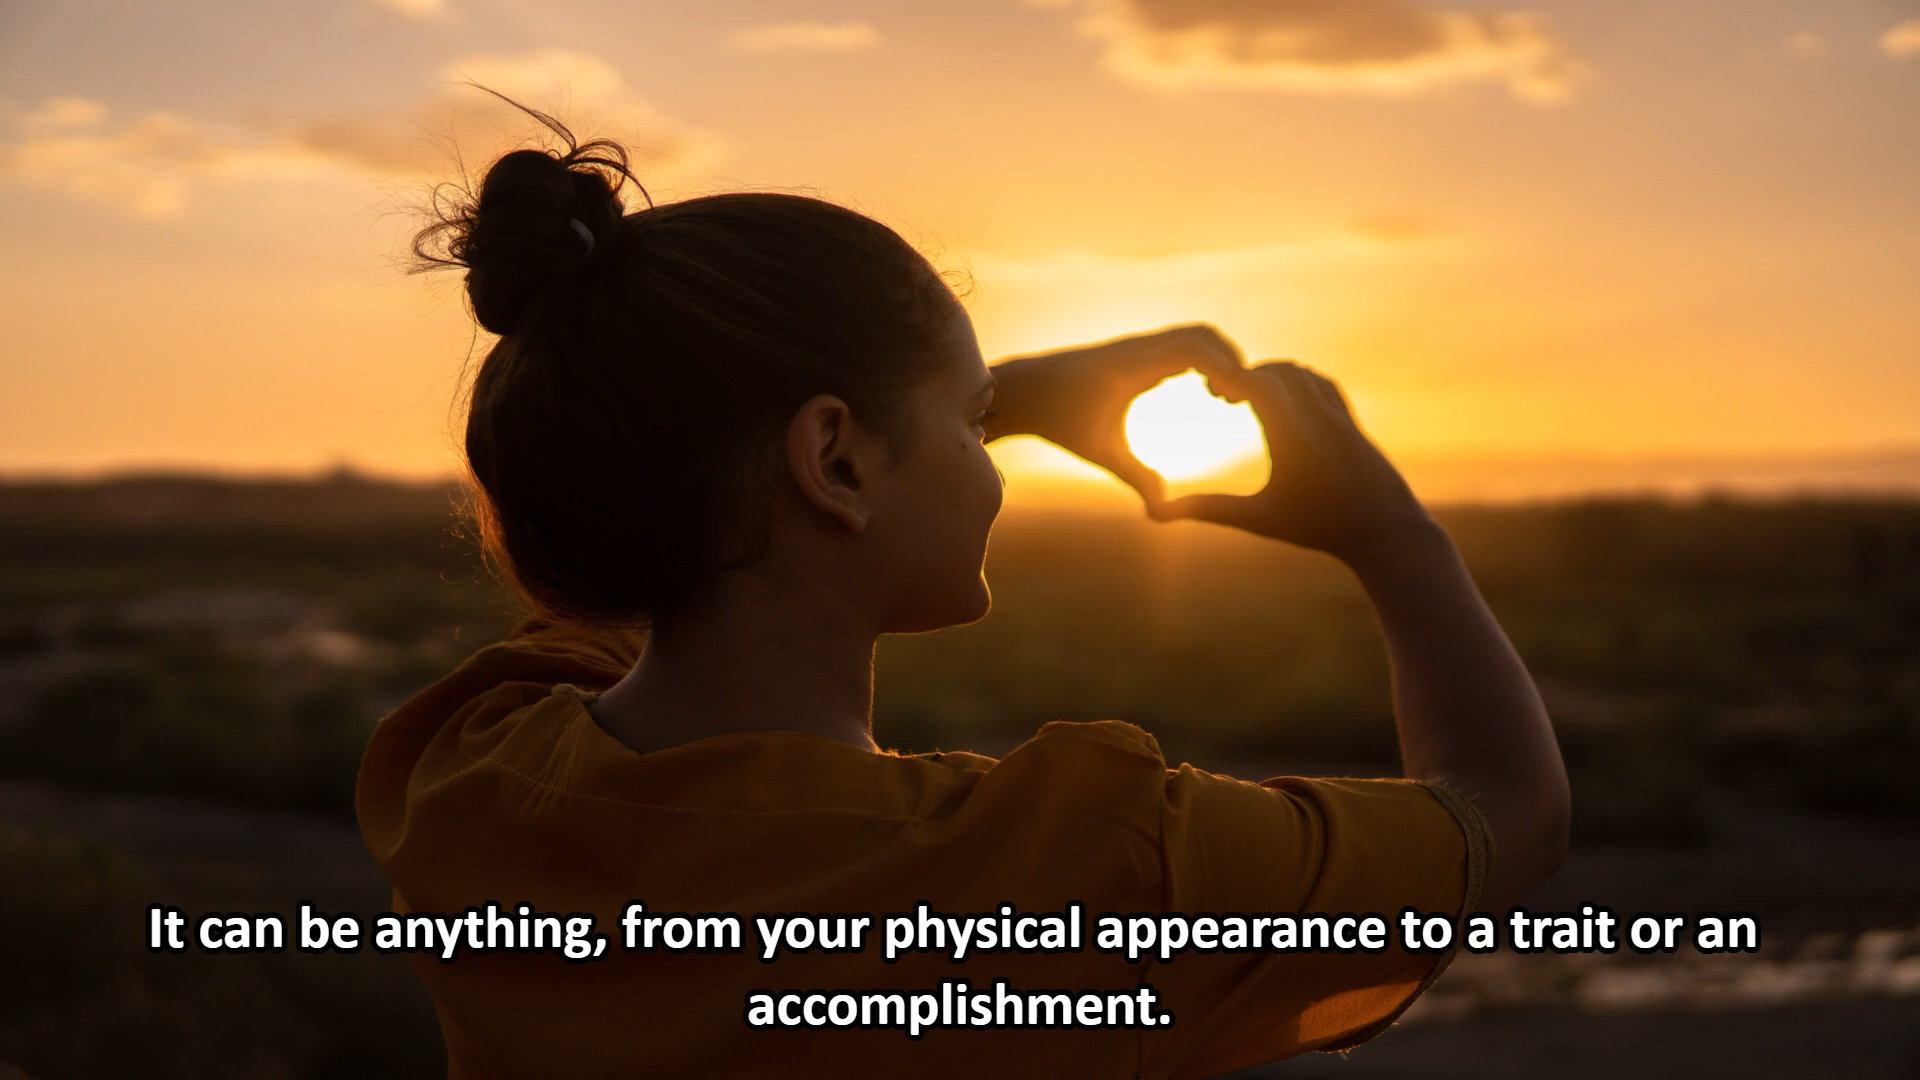 It can be anything, from your physical appearance to a trait or an
accomplishment.